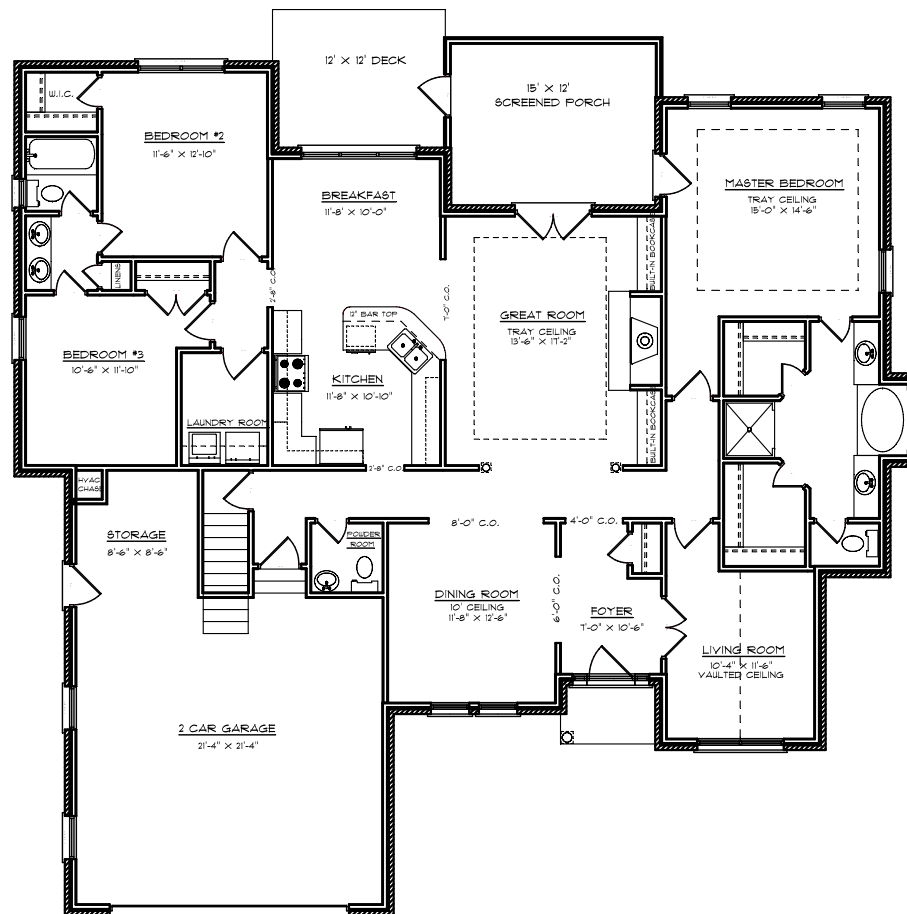 12' X 12' DECK
15' X 12'
SCREENED PORCH
W.I.C.
BEDROOM #2
11'-6" X 12'-10"
BREAKFAST
11'-8' X 10'-0"
MASTER BEDROOM
TRAY CEILING
15'-0" X 14'-6"
BUILT-IN BOOKCASE
LINENS
2'-8" C.O.
7'-0" C.O.
12" BAR TOP
GREAT ROOM
TRAY CEILING
13'-6" X 17'-2"
BEDROOM #3
10'-6" X 11'-10"
KITCHEN
11'-8" X 10'-10"
LAUNDRY ROOM
BUILT-IN BOOKCASE
2'-8" C.O.
HVAC
CHASE
STORAGE
8'-6" X 8'-6"
POWDER
ROOM
8'-0" C.O.
4'-0" C.O.
DINING ROOM
10' CEILING
11'-8" X 12'-6"
6'-0" C.O.
FOYER
7'-0" X 10'-6"
LIVING ROOM
10'-4" X 11'-6"
VAULTED CEILING
2 CAR GARAGE
21'-4" X 21'-4"